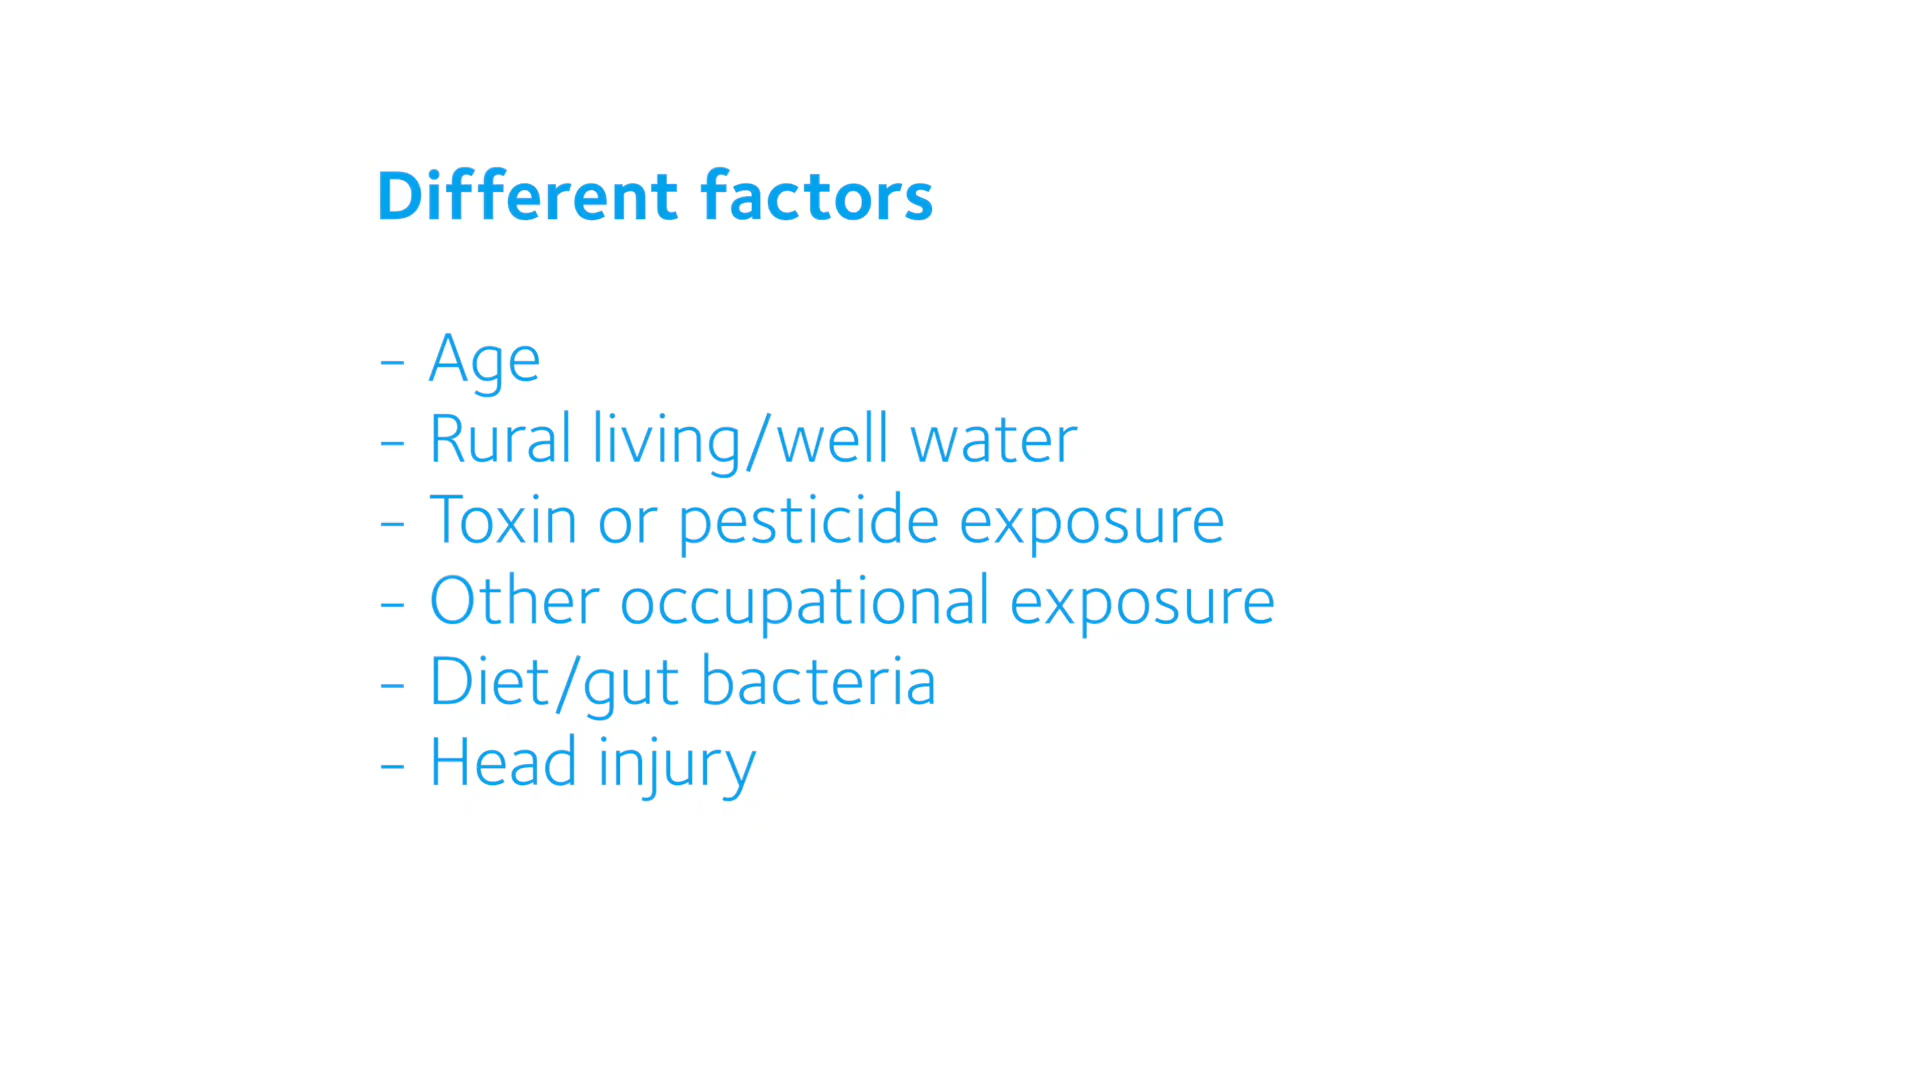 Different factors
– Age
– Rural living/well water
– Toxin or pesticide exposure
– Other occupational exposure
– Diet/gut bacteria
– Head injury